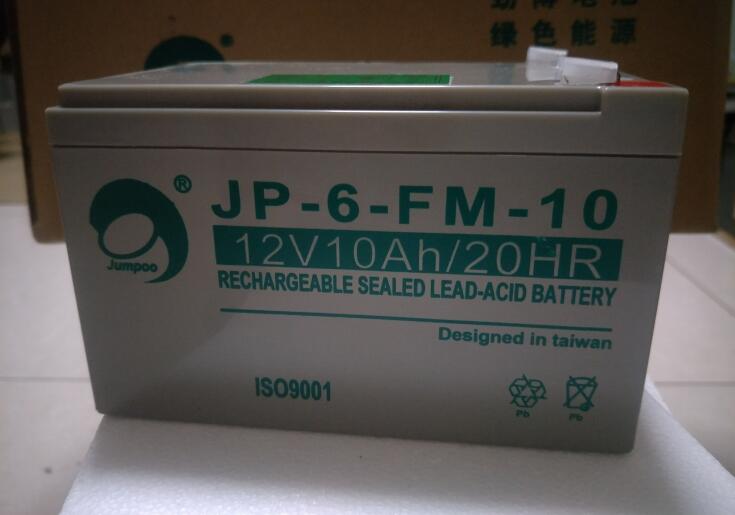 绿色能源
®
Jumpoo
JP-6-FM-10
12V10Ah/20HR
RECHARGEABLE SEALED LEAD-ACID BATTERY
Designed in taiwan
ISO9001
Pb
Pb